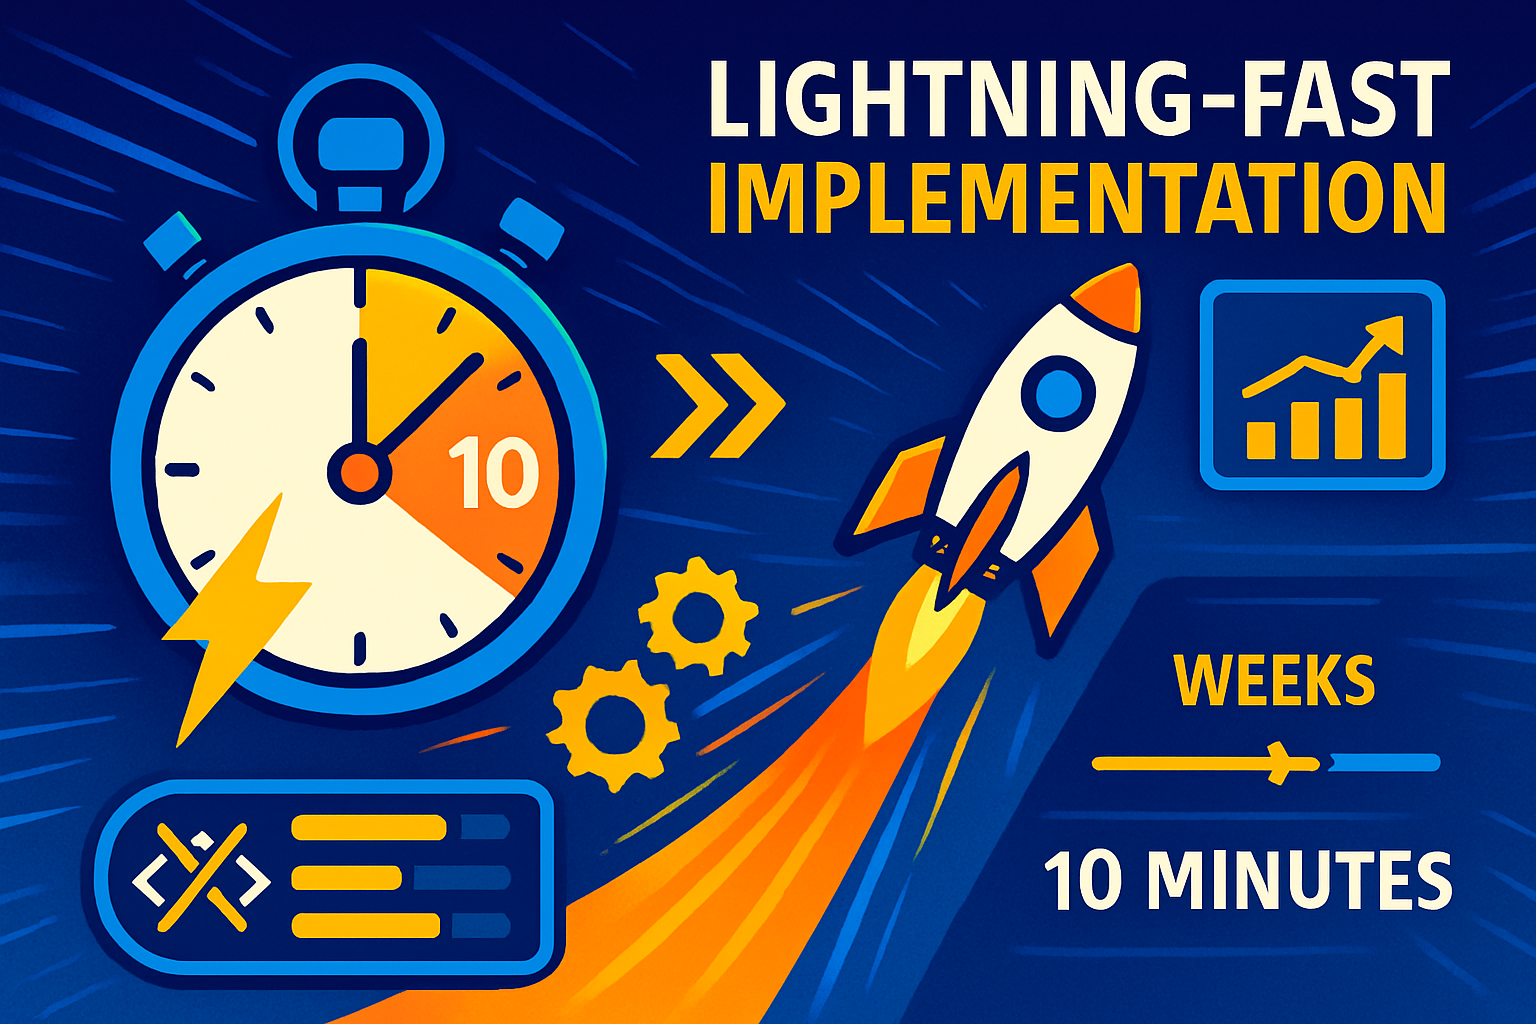 LIGHTNING-FAST
IMPLEMENTATION
10
WEEKS
10 MINUTES